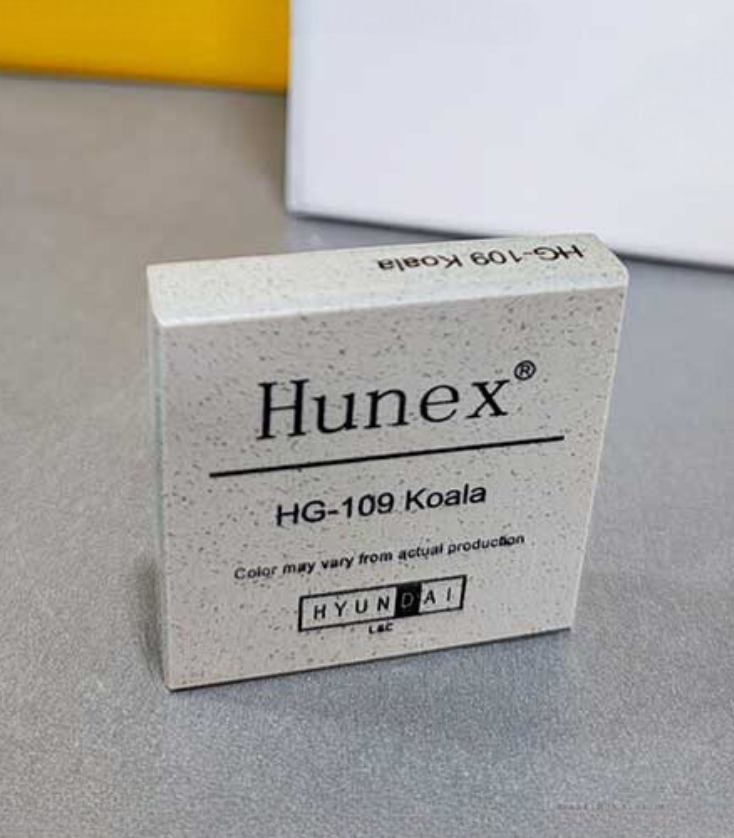 HG-109 Koala
Hunex®
HG-109 Koala
Color may vary from actual production
HYUNDAI
L&C